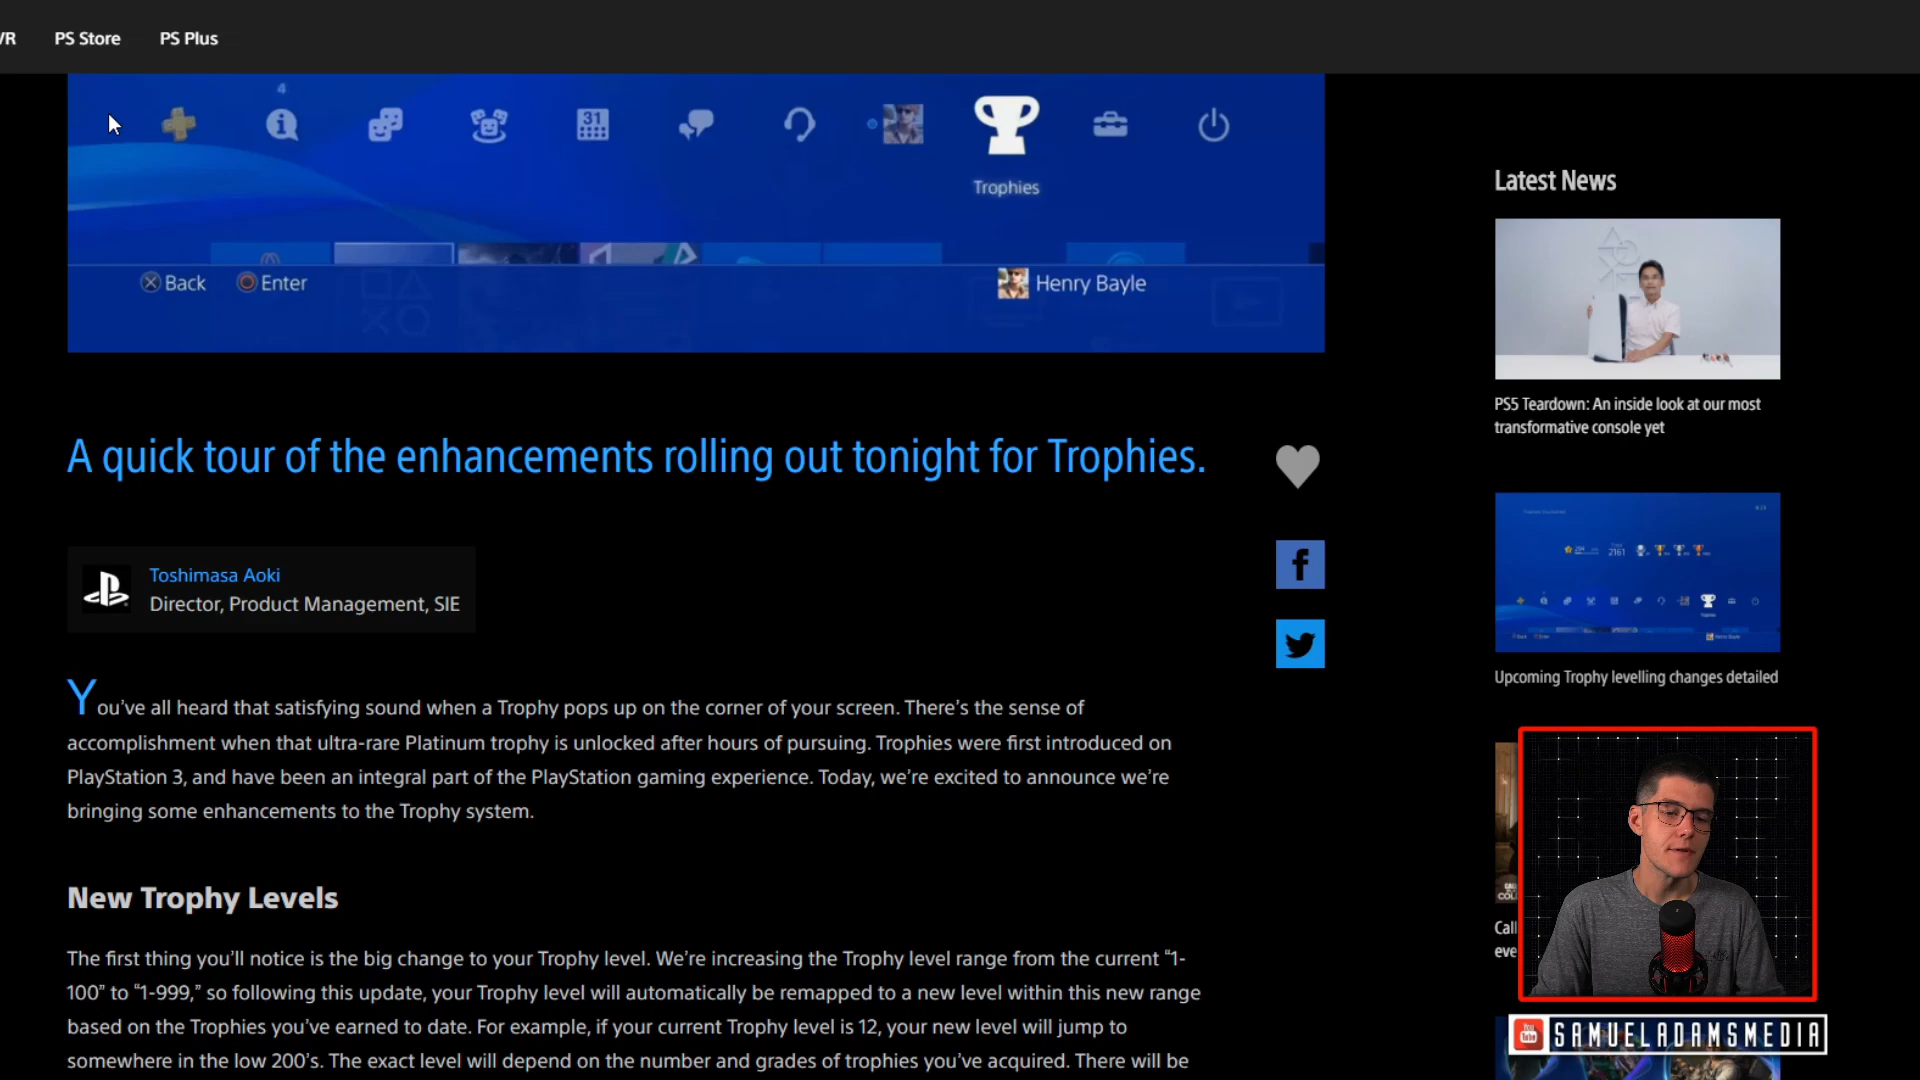 VR
PS Store
PS Plus
4
31
Trophies
Back
Enter
Henry Bayle
A quick tour of the enhancements rolling out tonight for Trophies.
Toshimasa Aoki
Director, Product Management, SIE
You've all heard that satisfying sound when a Trophy pops up on the corner of your screen. There's the sense of
accomplishment when that ultra-rare Platinum trophy is unlocked after hours of pursuing. Trophies were first introduced on
PlayStation 3, and have been an integral part of the PlayStation gaming experience. Today, we're excited to announce we're
bringing some enhancements to the Trophy system.
New Trophy Levels
The first thing you'll notice is the big change to your Trophy level. We're increasing the Trophy level range from the current “1-
100” to “1-999,” so following this update, your Trophy level will automatically be remapped to a new level within this new range
based on the Trophies you've earned to date. For example, if your current Trophy level is 12, your new level will jump to
somewhere in the low 200's. The exact level will depend on the number and grades of trophies you've acquired. There will be
Latest News
PS5 Teardown: An inside look at our most
transformative console yet
2161
Upcoming Trophy levelling changes detailed
Call
eve
You
Tube
SAMUELADAMSMEDIA